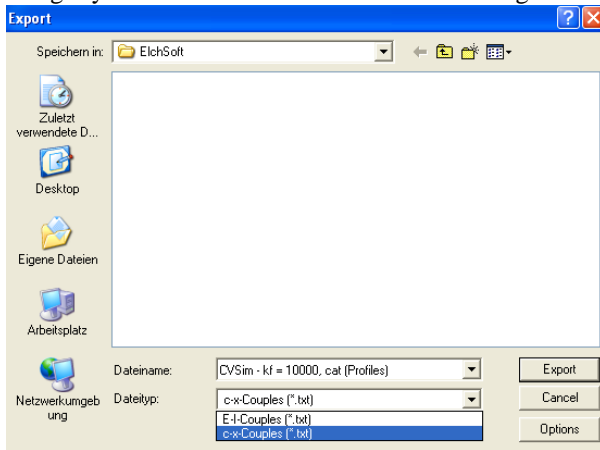 Export
Speichern in:
ElchSoft
Zuletzt
verwendete D...
Desktop
Eigene Dateien
Arbeitsplatz
Netzwerkumgeb
ung
Dateiname:
CVSim - kf = 10000, cat (Profiles)
Export
Dateityp:
c-x-Couples (*.txt)
Cancel
E-I-Couples (*.txt)
c-x-Couples (*.txt)
Options